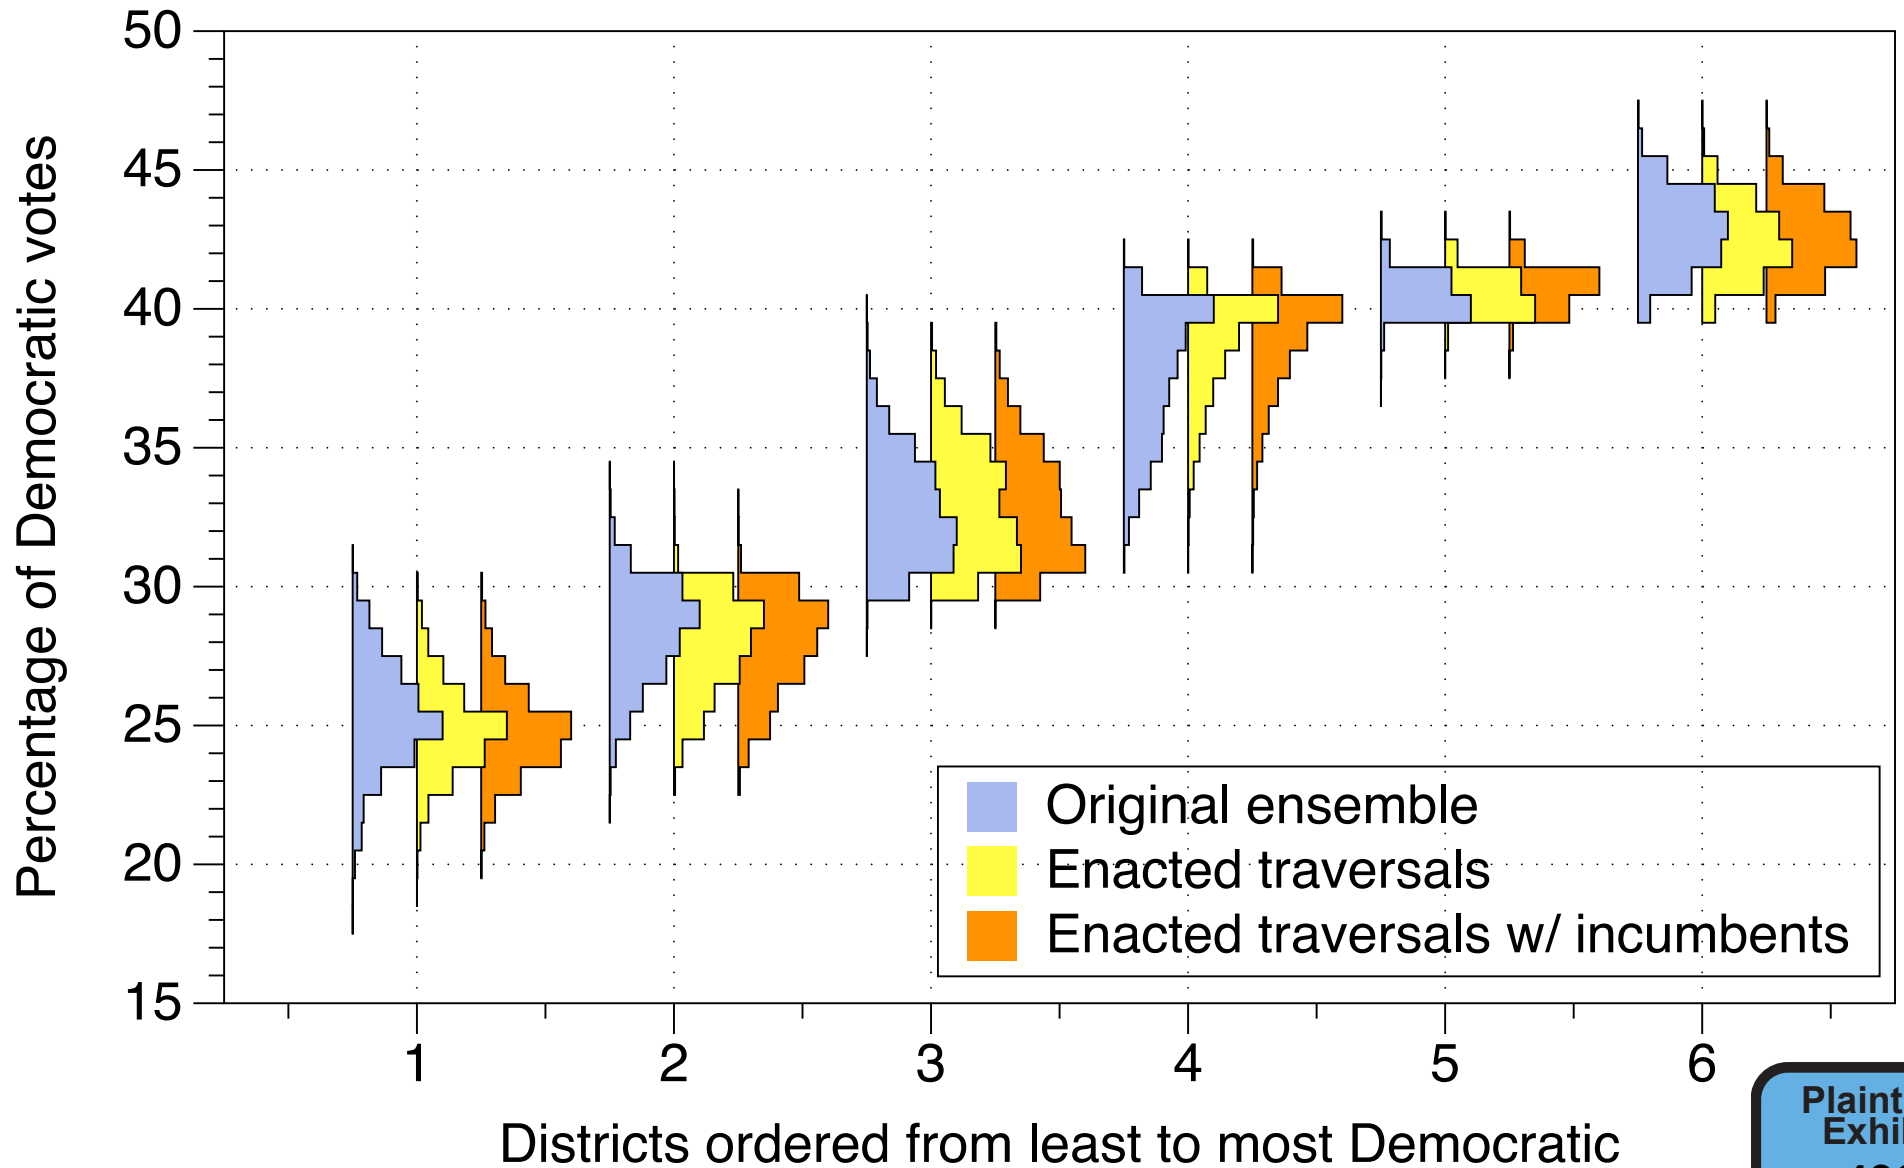 50
45
40
35
30
25
20
15
Percentage of Democratic votes
Original ensemble
Enacted traversals
Enacted traversals w/ incumbents
1 2 3 4 5 6
Districts ordered from least to most Democratic